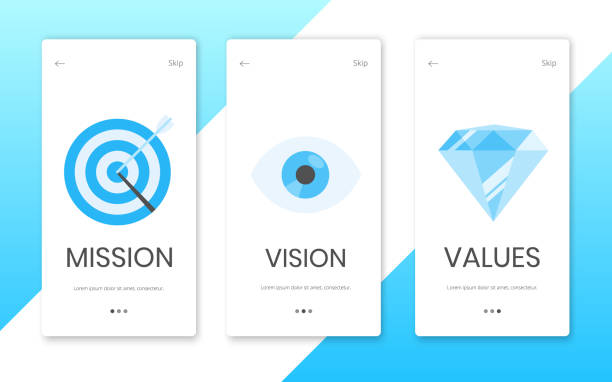 Skip
MISSION
Lorem ipsum dolor sit amet, consectetur.
Skip
VISION
Lorem ipsum dolor sit amet, consectetur.
Skip
VALUES
Lorem ipsum dolor sit amet, consectetur.